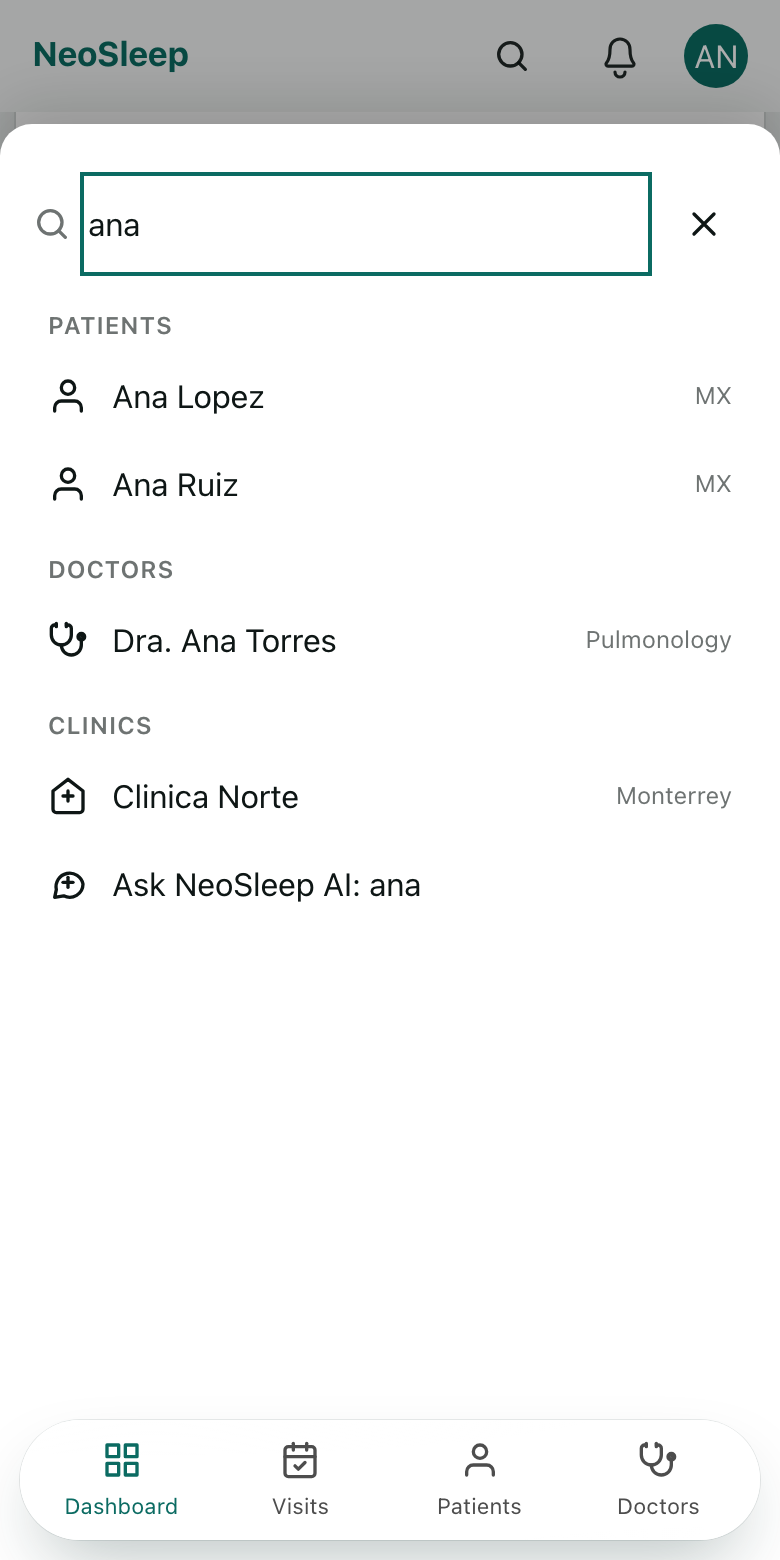 NeoSleep
AN
ana
PATIENTS
Ana Lopez MX
Ana Ruiz MX
DOCTORS
Dra. Ana Torres Pulmonology
CLINICS
Clinica Norte Monterrey
Ask NeoSleep AI: ana
Dashboard Visits Patients Doctors